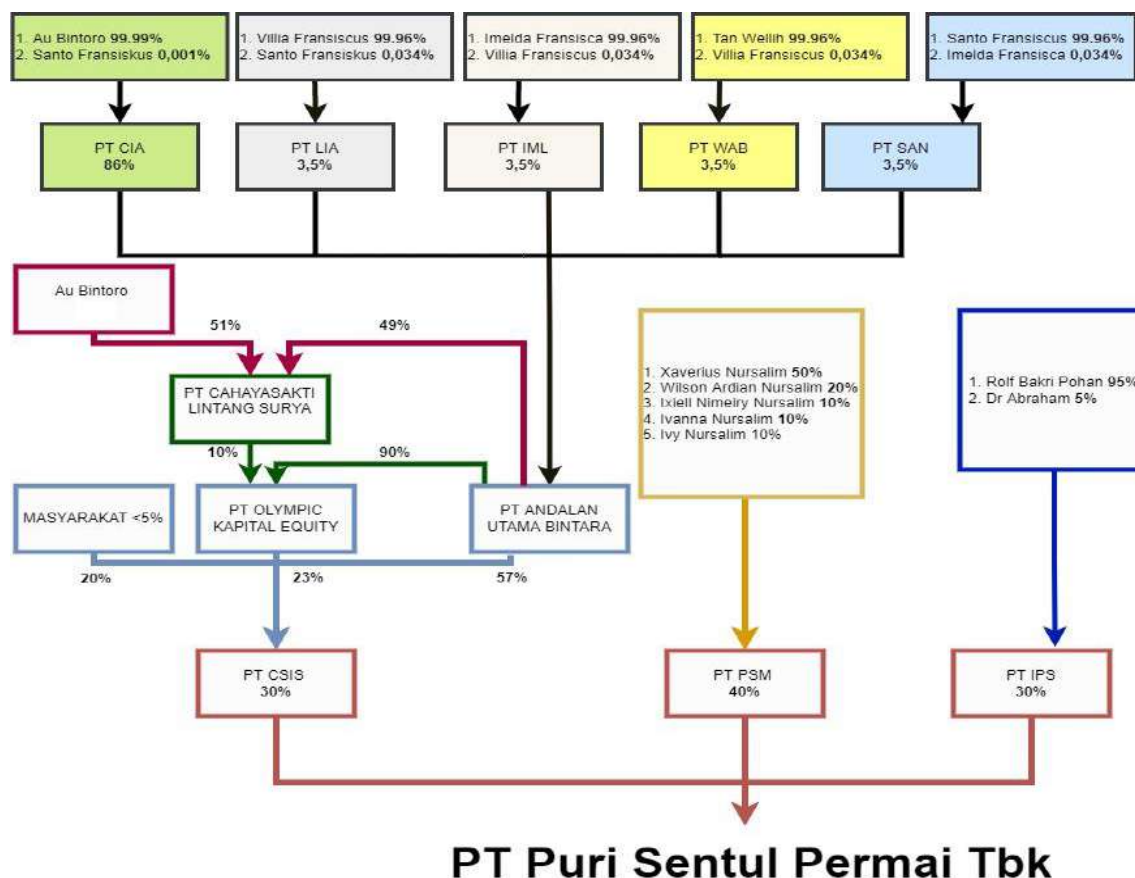 1. Au Bintoro 99.99%
2. Santo Fransiskus 0,001%
1. Villia Fransiscus 99.96%
2. Santo Fransiskus 0,034%
1. Imelda Fransisca 99.96%
2. Villia Fransiscus 0,034%
1. Tan Wellih 99.96%
2. Villia Fransiscus 0,034%
1. Santo Fransiscus 99.96%
2. Imelda Fransisca 0,034%
PT CIA
86%
PT LIA
3,5%
PT IML
3,5%
PT WAB
3,5%
PT SAN
3,5%
Au Bintoro
51%
49%
PT CAHAYASAKTI
LINTANG SURYA
10%
90%
1. Xaverius Nursalim 50%
2. Wilson Ardian Nursalim 20%
3. Ixiell Nimeiry Nursalim 10%
4. Ivanna Nursalim 10%
5. Ivy Nursalim 10%
1. Rolf Bakri Pohan 95%
2. Dr Abraham 5%
MASYARAKAT <5%
PT OLYMPIC
KAPITAL EQUITY
PT ANDALAN
UTAMA BINTARA
20%
23%
57%
PT CSIS
30%
PT PSM
40%
PT IPS
30%
PT Puri Sentul Permai Tbk